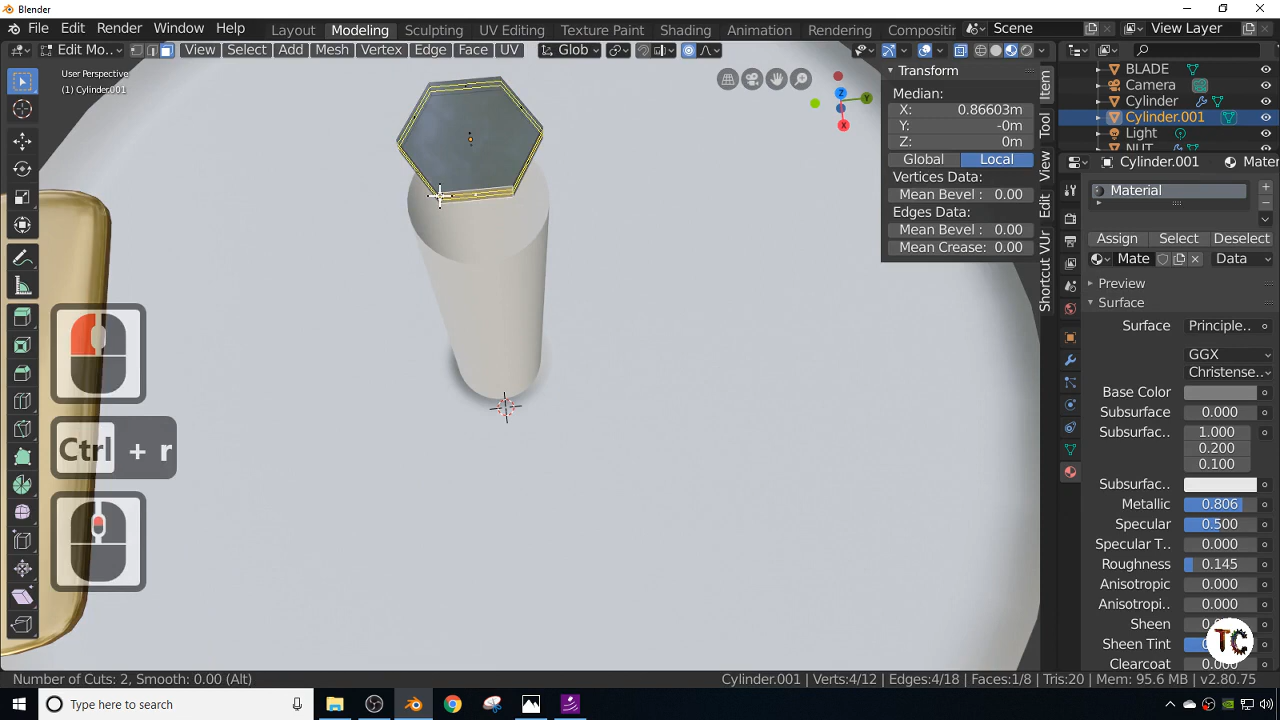 Blender
File Edit Render Window Help Layout Modeling Sculpting UV Editing Texture Paint Shading Animation Rendering Compositir Scene View Layer
Edit Mo... View Select Add Mesh Vertex Edge Face UV Glob
User Perspective
(1) Cylinder.001
Transform
Median:
X: 0.86603m
Y: -0m
Z: 0m
Global Local
Vertices Data:
Mean Bevel : 0.00
Edges Data:
Mean Bevel : 0.00
Mean Crease: 0.00
Item
Tool
View
Edit
Shortcut VUr
BLADE
Camera
Cylinder
Cylinder.001
Light
NUT
Cylinder.001 Mater
Material
Assign Select Deselect
Mate Data
Preview
Surface
Surface Principle..
GGX
Christense..
Base Color
Subsurface 0.000
Subsurfac.. 1.000
0.200
0.100
Subsurfac..
Metallic 0.806
Specular 0.500
Specular T.. 0.000
Roughness 0.145
Anisotropic 0.000
Anisotropi.. 0.000
Sheen
Sheen Tint
Clearcoat 0.000
TC
Ctrl + r
Number of Cuts: 2, Smooth: 0.00 (Alt) Cylinder.001 | Verts:4/12 | Edges:4/18 | Faces:1/8 | Tris:20 | Mem: 95.6 MB | v2.80.75
Type here to search